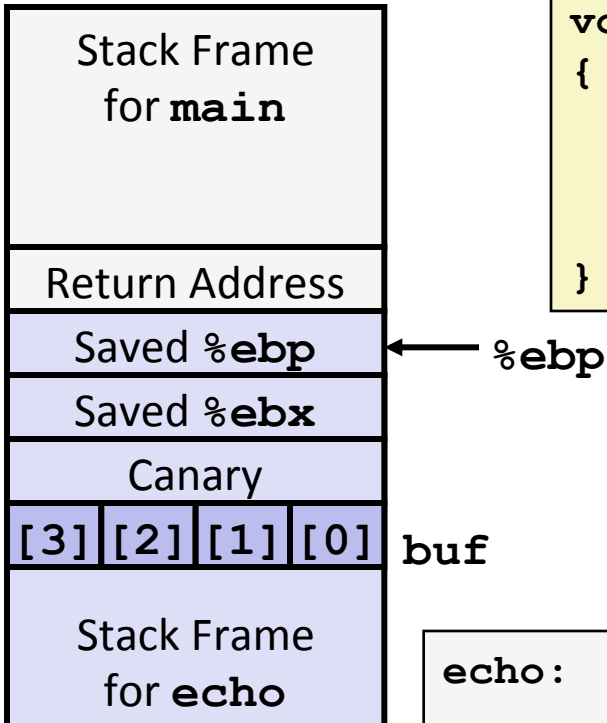 Stack Frame
for main
Return Address
Saved %ebp
%ebp
Saved %ebx
Canary
[3] [2] [1] [0]
buf
Stack Frame
for echo
{
}
echo: